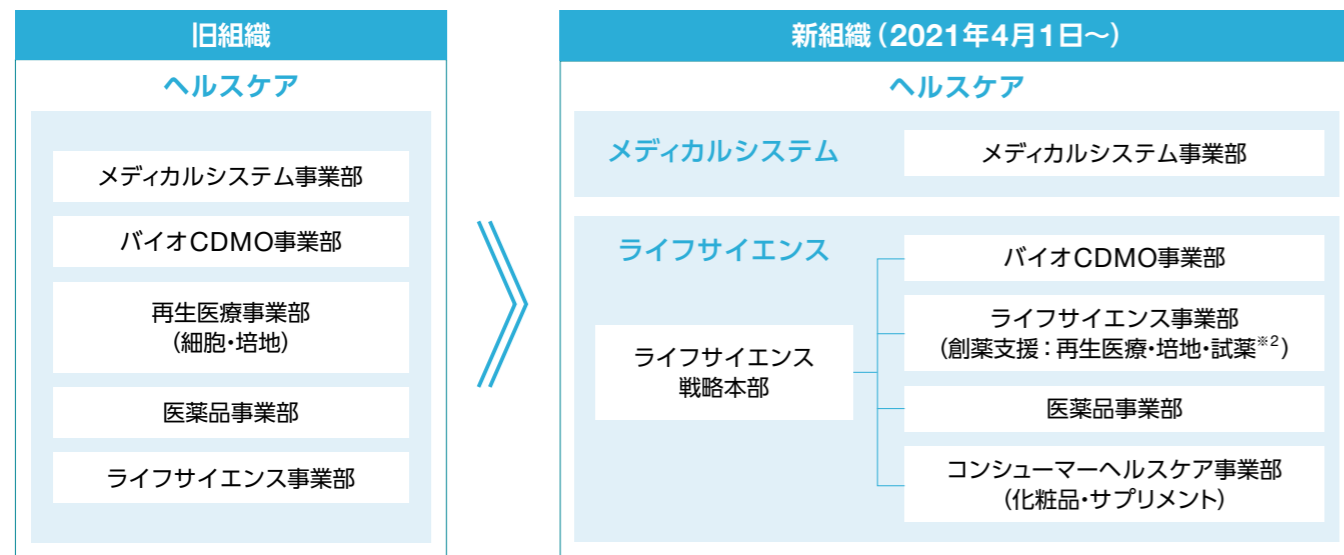 旧組織
ヘルスケア
メディカルシステム事業部
バイオCDMO事業部
再生医療事業部
(細胞・培地)
医薬品事業部
ライフサイエンス事業部
新組織(2021年4月1日〜)
ヘルスケア
メディカルシステム
メディカルシステム事業部
ライフサイエンス
ライフサイエンス
戦略本部
バイオCDMO事業部
ライフサイエンス事業部
(創薬支援:再生医療・培地・試薬※2)
医薬品事業部
コンシューマーヘルスケア事業部
(化粧品・サプリメント)